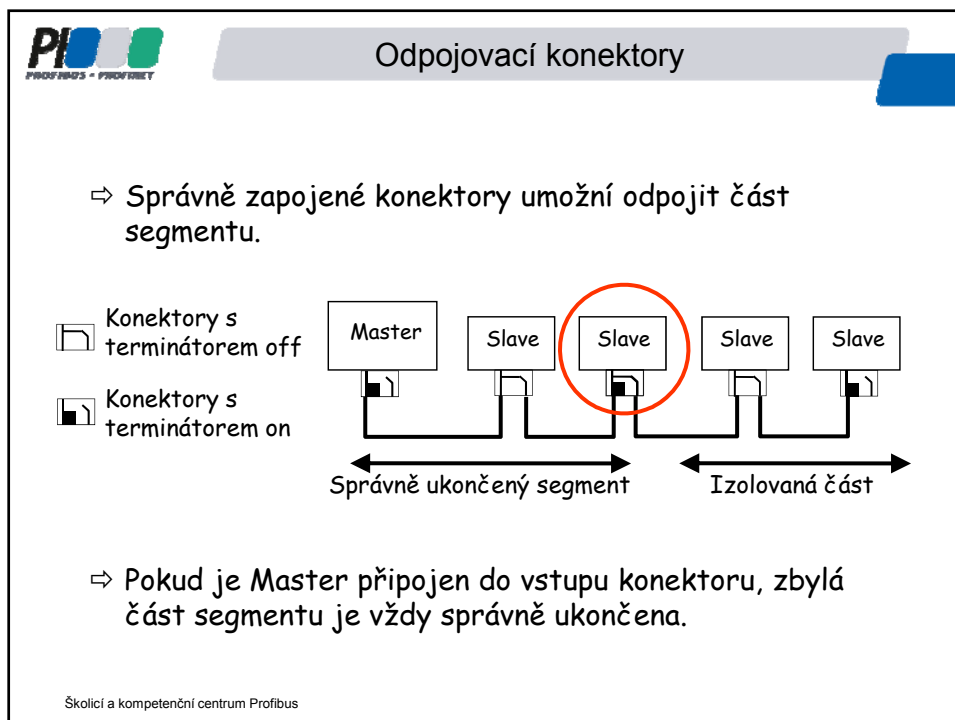 PI
PROFIBUS - PROFINET
Odpojovací konektory
⇨ Správně zapojené konektory umožní odpojit část
segmentu.
Konektory s
terminátorem off
Konektory s
terminátorem on
Master
Slave
Slave
Slave
Slave
Správně ukončený segment
Izolovaná část
⇨ Pokud je Master připojen do vstupu konektoru, zbylá
část segmentu je vždy správně ukončena.
Školicí a kompetenční centrum Profibus